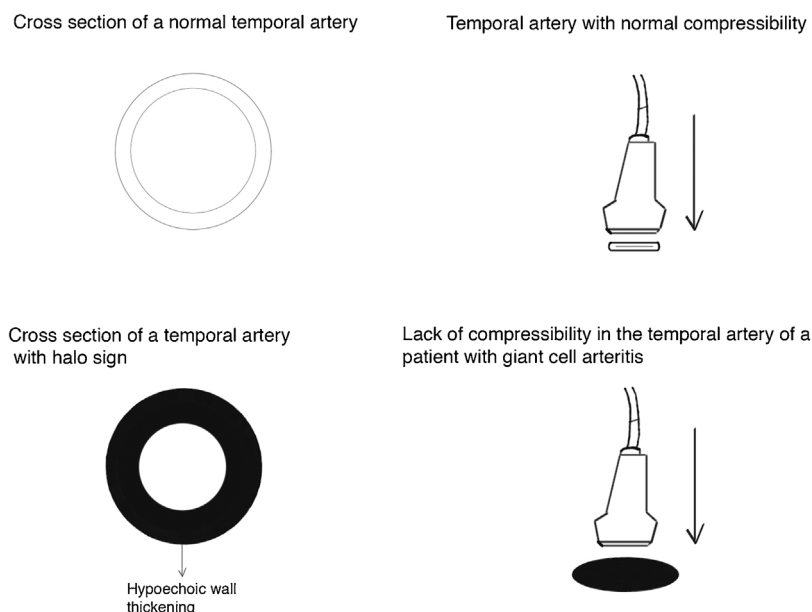 Cross section of a normal temporal artery
Temporal artery with normal compressibility
Cross section of a temporal artery
with halo sign
Lack of compressibility in the temporal artery of a
patient with giant cell arteritis
Hypoechoic wall
thickening